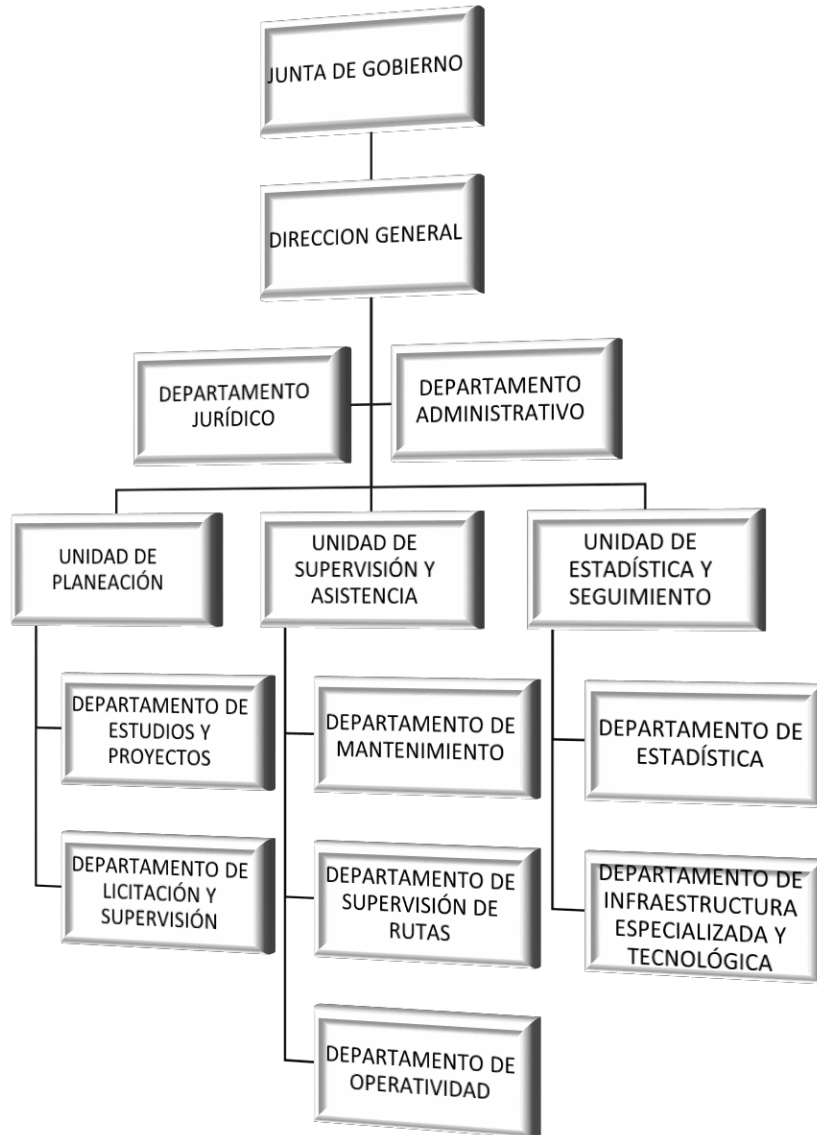 JUNTA DE GOBIERNO
DIRECCION GENERAL
DEPARTAMENTO
JURÍDICO
DEPARTAMENTO
ADMINISTRATIVO
UNIDAD DE
PLANEACIÓN
UNIDAD DE
SUPERVISIÓN Y
ASISTENCIA
UNIDAD DE
ESTADÍSTICA Y
SEGUIMIENTO
DEPARTAMENTO DE
ESTUDIOS Y
PROYECTOS
DEPARTAMENTO DE
LICITACIÓN Y
SUPERVISIÓN
DEPARTAMENTO DE
MANTENIMIENTO
DEPARTAMENTO DE
SUPERVISIÓN DE
RUTAS
DEPARTAMENTO DE
OPERATIVIDAD
DEPARTAMENTO DE
ESTADÍSTICA
DEPARTAMENTO DE
INFRAESTRUCTURA
ESPECIALIZADA Y
TECNOLÓGICA